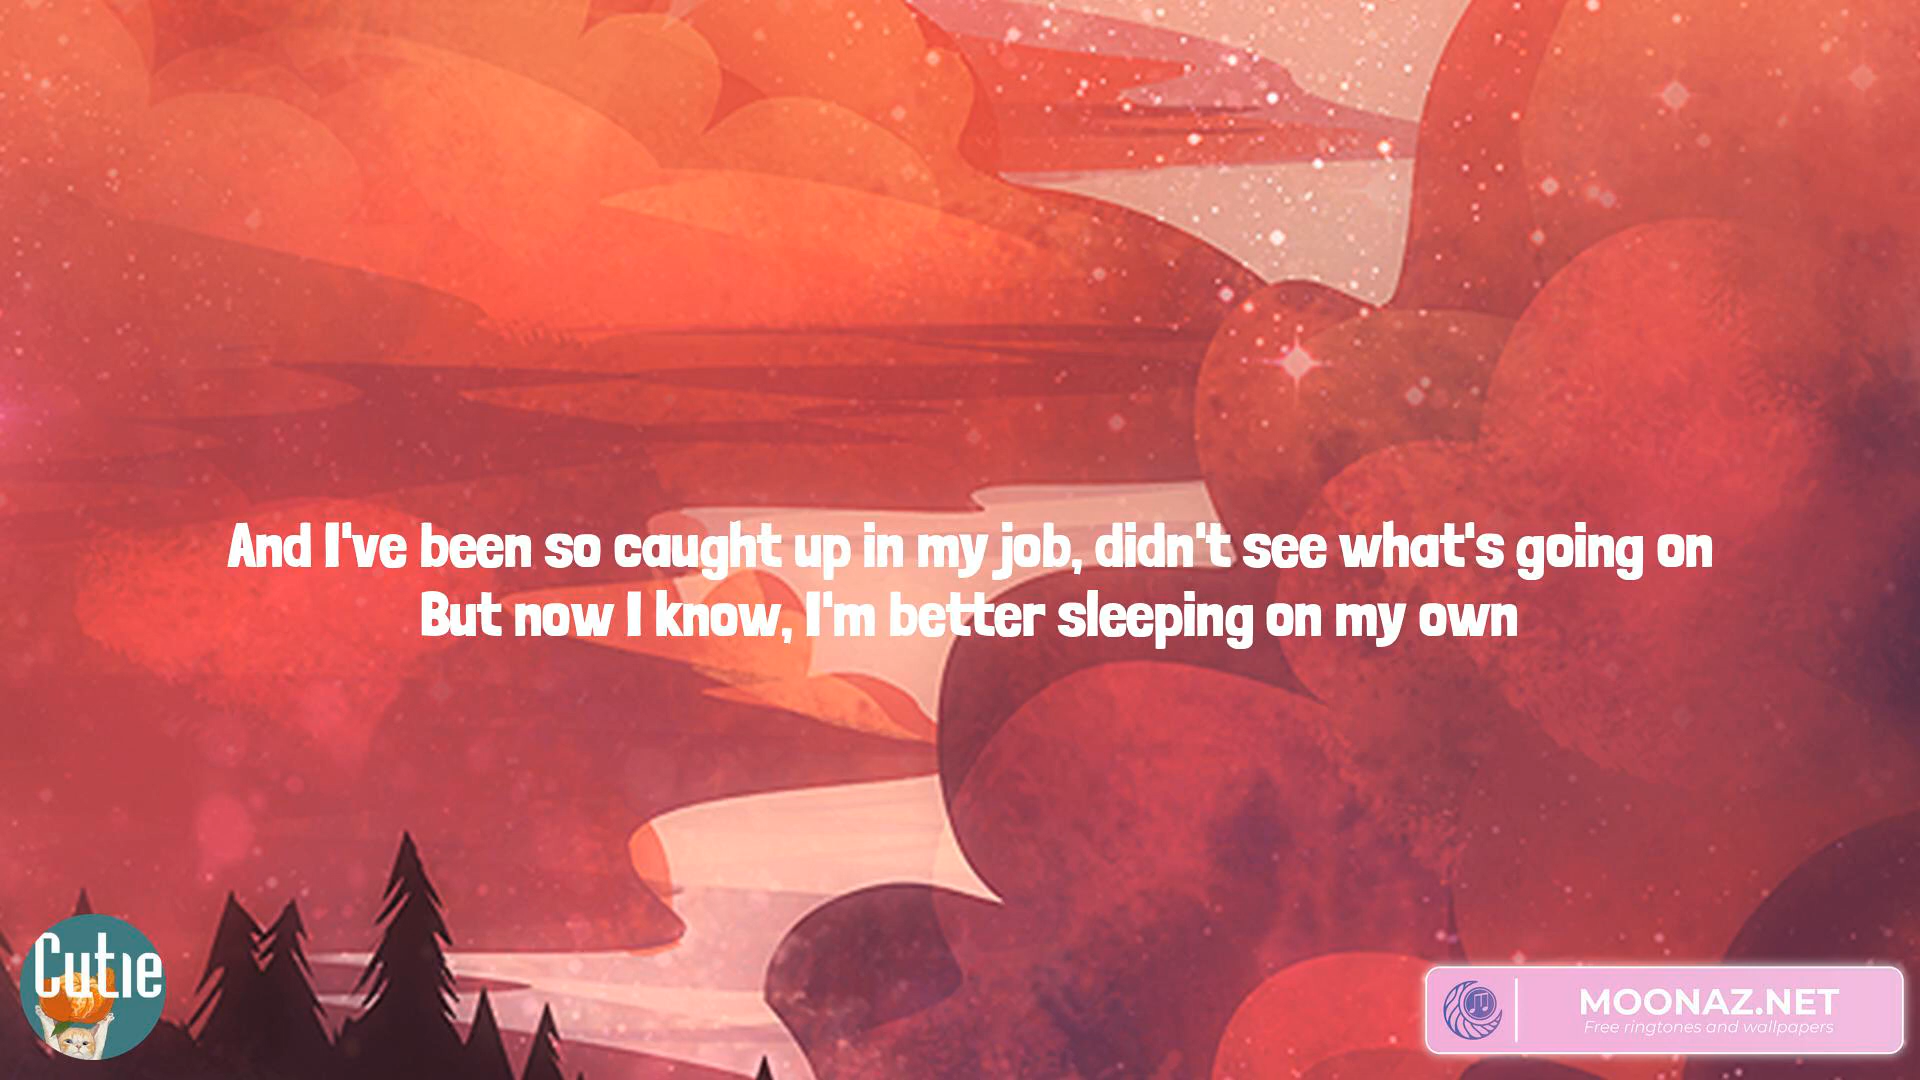 And I've been so caught up in my job, didn't see what's going on
But now I know, I'm better sleeping on my own
Cutie
MOONAZ.NET
Free ringtones and wallpapers